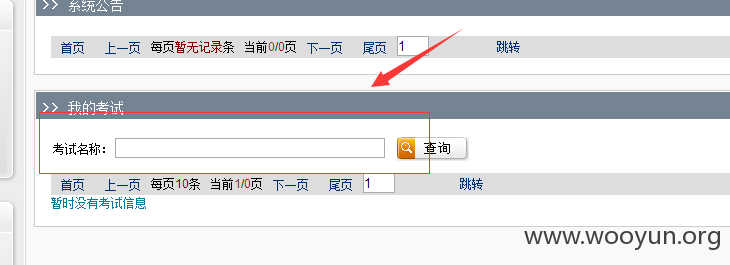 >> 系统公告
首页 上一页 每页暂无记录条 当前0/0页 下一页 尾页 1 跳转
>> 我的考试
考试名称: 查询
首页 上一页 每页10条 当前1/0页 下一页 尾页 1 跳转
暂时没有考试信息
www.wooyun.org